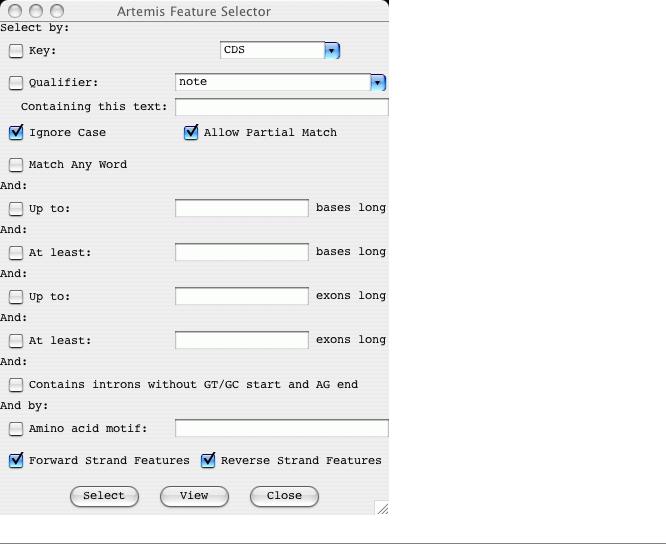 Artemis Feature Selector
Select by:
Key: CDS
Qualifier: note
Containing this text:
Ignore Case Allow Partial Match
Match Any Word
And:
Up to: bases long
And:
At least: bases long
And:
Up to: exons long
And:
At least: exons long
And:
Contains introns without GT/GC start and AG end
And by:
Amino acid motif:
Forward Strand Features Reverse Strand Features
Select View Close